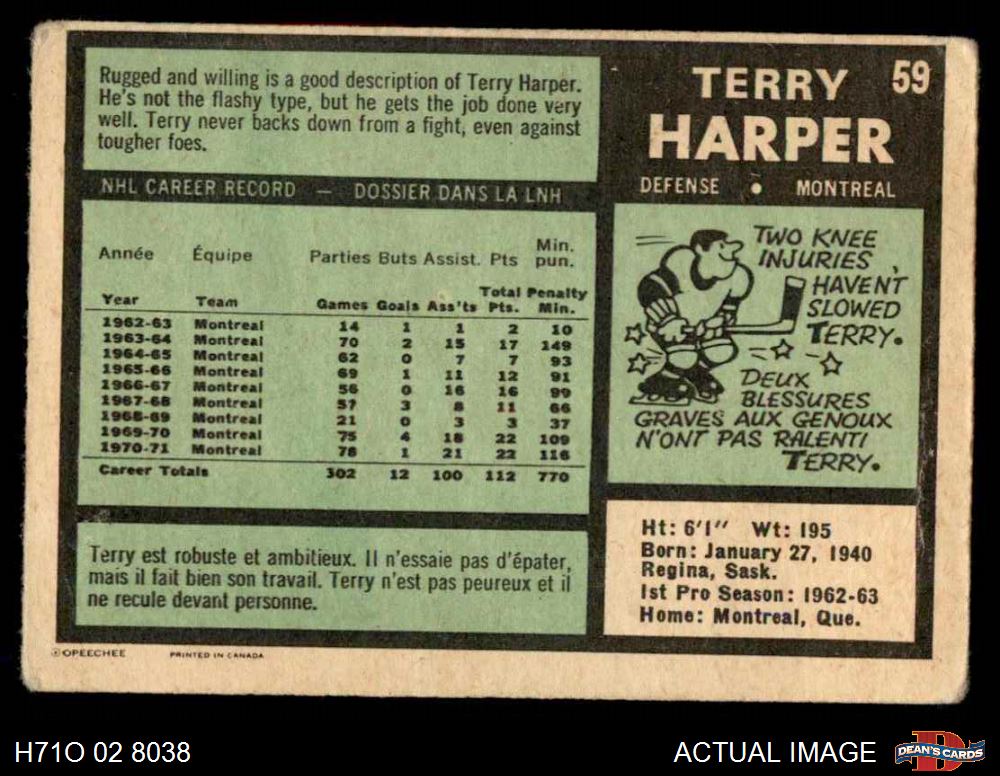 Rugged and willing is a good description of Terry Harper.
He's not the flashy type, but he gets the job done very
well. Terry never backs down from a fight, even against
tougher foes.
TERRY 59
HARPER
DEFENSE • MONTREAL
NHL CAREER RECORD — DOSSIER DANS LA LNH
Année Équipe Parties Buts Assist. Pts Min. pun.
Year Team Games Goals Ass'ts Total Pts. Penalty Min.
1962-63 Montreal 14 1 1 2 10
1963-64 Montreal 70 2 15 17 149
1964-65 Montreal 62 0 7 7 93
1965-66 Montreal 69 1 11 12 91
1966-67 Montreal 56 0 16 16 99
1967-68 Montreal 57 3 8 11 66
1968-69 Montreal 21 0 3 3 37
1969-70 Montreal 75 4 18 22 109
1970-71 Montreal 78 1 21 22 116
Career Totals 302 12 100 112 770
TWO KNEE
INJURIES
HAVENT
SLOWED
TERRY.
DEUX
BLESSURES
GRAVES AUX GENOUX
N'ONT PAS RALENTI
TERRY.
Terry est robuste et ambitieux. Il n'essaie pas d'épater,
mais il fait bien son travail. Terry n'est pas peureux et il
ne recule devant personne.
Ht: 6'1" Wt: 195
Born: January 27, 1940
Regina, Sask.
1st Pro Season: 1962-63
Home: Montreal, Que.
©OPEECHEE PRINTED IN CANADA
H71O 02 8038
ACTUAL IMAGE
DEAN'S CARDS